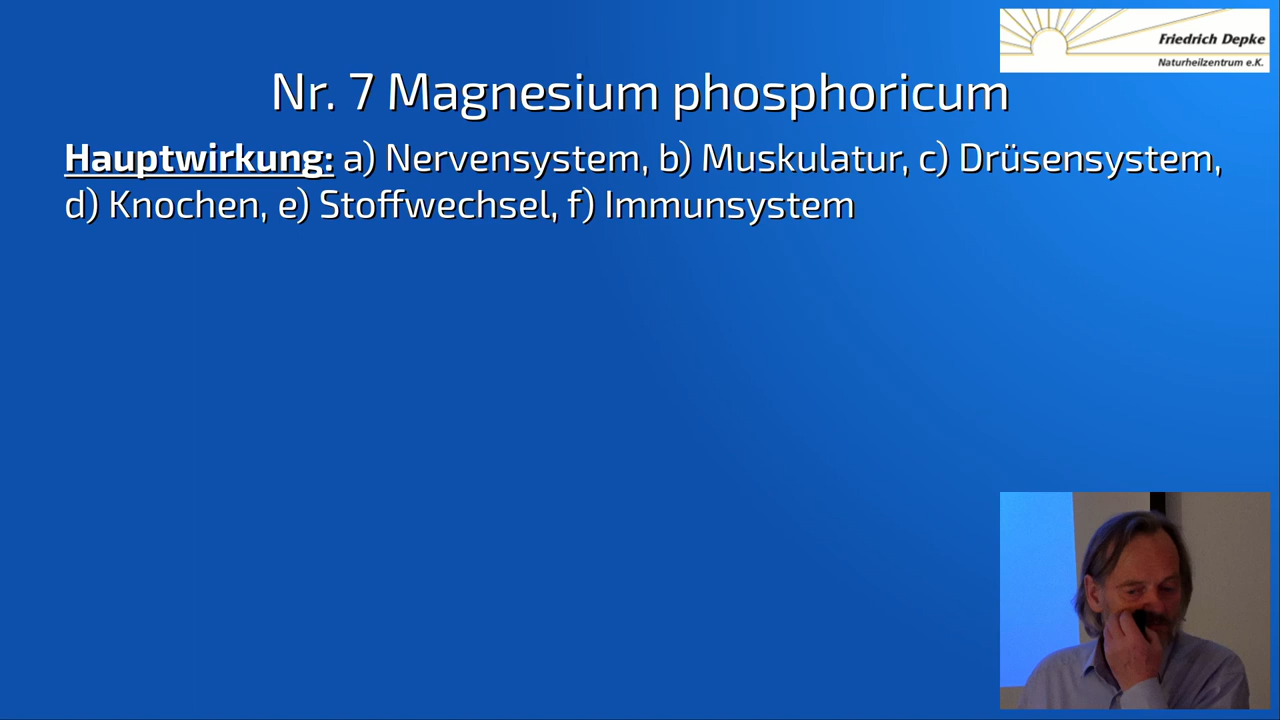 Friedrich Depke
Naturheilzentrum e.K.
Nr. 7 Magnesium phosphoricum
Hauptwirkung: a) Nervensystem, b) Muskulatur, c) Drüsensystem,
d) Knochen, e) Stoffwechsel, f) Immunsystem